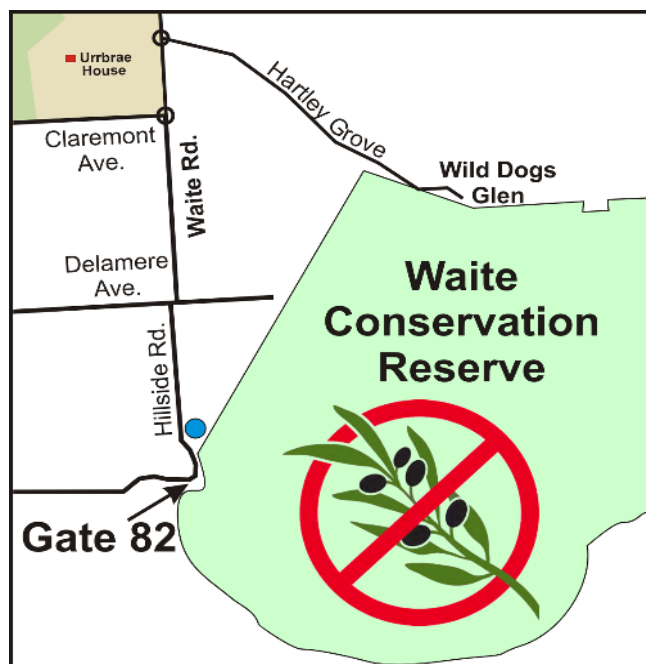 Urrbrae
House
Claremont
Ave.
Waite Rd.
Hartley Grove
Wild Dogs
Glen
Delamere
Ave.
Waite
Conservation
Reserve
Hillside Rd.
Gate 82